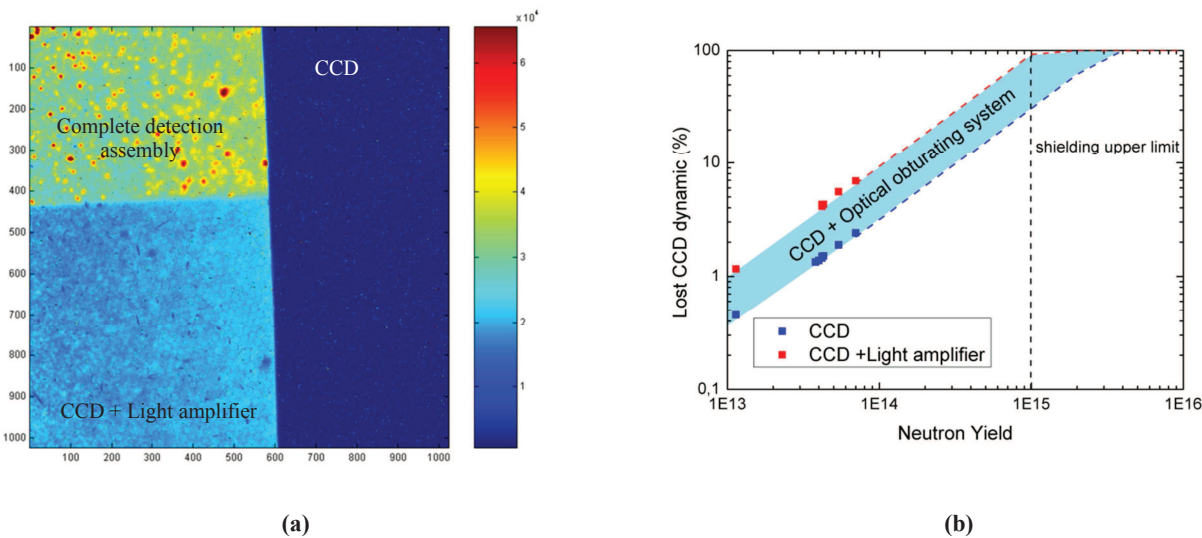 x 10⁴
CCD
Complete detection
assembly
CCD + Light amplifier
100
200
300
400
500
600
700
800
900
1000
100 200 300 400 500 600 700 800 900 1000
6
5
4
3
2
1
(a)
100
10
1
0,1
Lost CCD dynamic (%)
CCD + Optical obturating system
shielding upper limit
CCD
CCD +Light amplifier
1E13 1E14 1E15 1E16
Neutron Yield
(b)